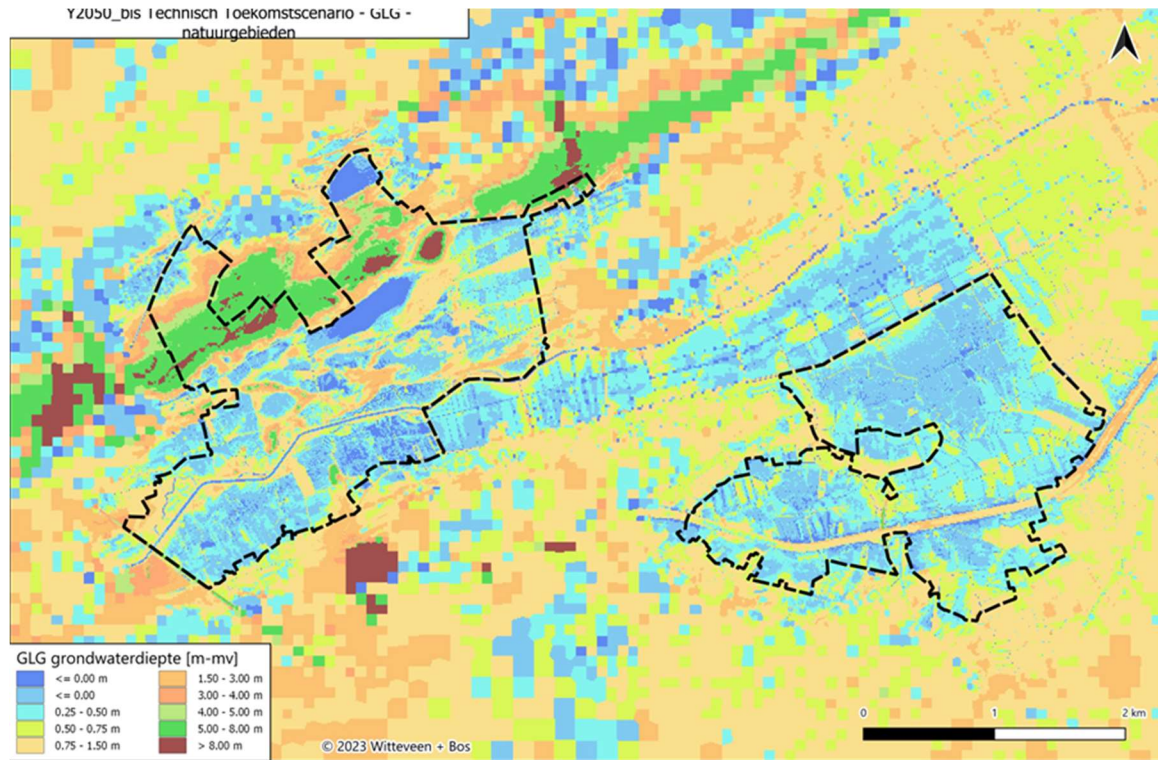 Y2050_bis Technisch Toekomstscenario - GLG -
natuurgebieden
GLG grondwaterdiepte [m-mv]
<= 0.00 m
<= 0.00
0.25 - 0.50 m
0.50 - 0.75 m
0.75 - 1.50 m
1.50 - 3.00 m
3.00 - 4.00 m
4.00 - 5.00 m
5.00 - 8.00 m
> 8.00 m
© 2023 Witteveen + Bos
0 1 2 km